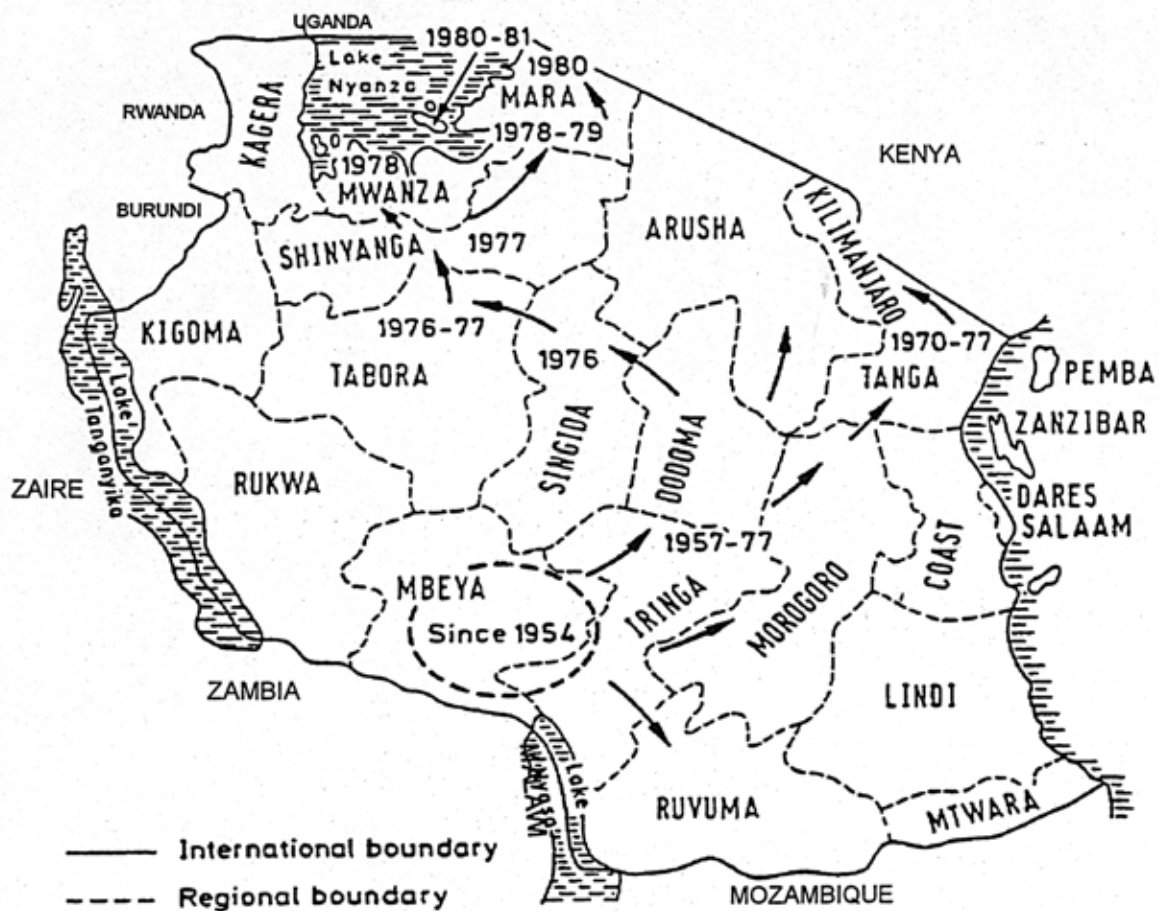 UGANDA
1980-81
Lake
Nyanza
1980
MARA
RWANDA
KAGERA
1978-79
KENYA
1978
MWANZA
BURUNDI
KILIMANJARO
ARUSHA
SHINYANGA
1977
KIGOMA
1976-77
1976
1970-77
TABORA
TANGA
PEMBA
ZANZIBAR
Lake
Tanganyika
SINGIDA
DODOMA
ZAIRE
RUKWA
DARES
SALAAM
1957-77
COAST
MBEYA
IRINGA
MOROGORO
Since 1954
ZAMBIA
LINDI
Lake
RUVUMA
MTWARA
International boundary
Regional boundary
MOZAMBIQUE